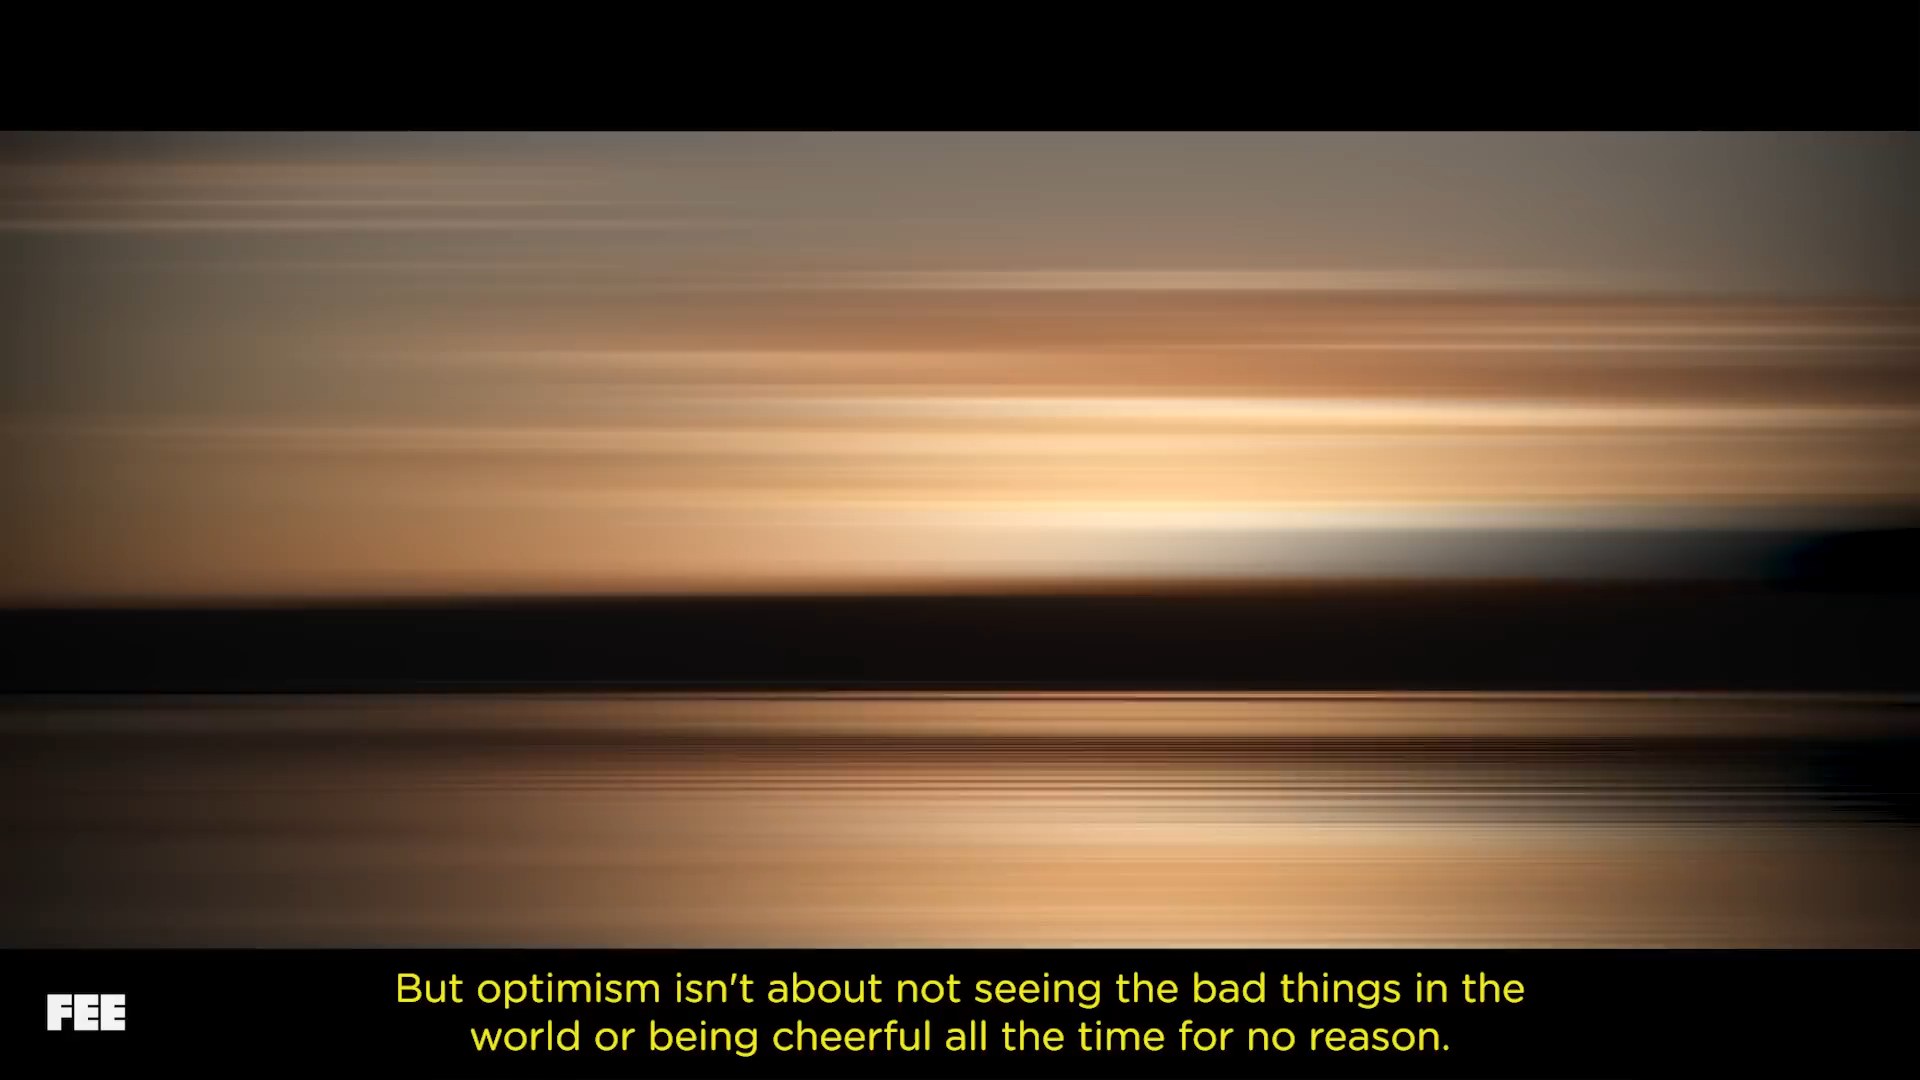 But optimism isn't about not seeing the bad things in the
world or being cheerful all the time for no reason.
FEE